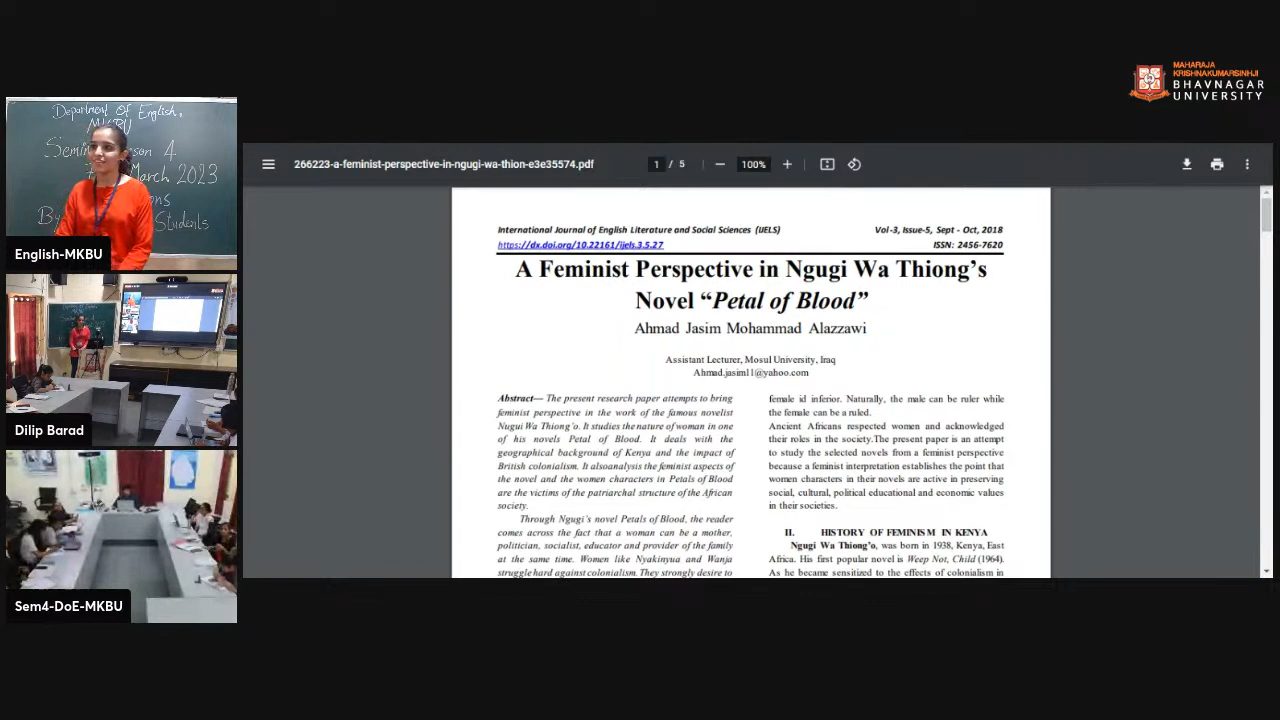 MAHARAJA
KRISHNAKUMARSINHJI
BHAVNAGAR
UNIVERSITY
Department Of English,
MKBU
March 2023
Students
English-MKBU
Dilip Barad
Sem4-DoE-MKBU
266223-a-feminist-perspective-in-ngugi-wa-thion-e3e35574.pdf
1 / 5
100%
International Journal of English Literature and Social Sciences (IJELS)
Vol-3, Issue-5, Sept - Oct, 2018
https://dx.doi.org/10.22161/ijels.3.5.27
ISSN: 2456-7620
A Feminist Perspective in Ngugi Wa Thiong’s
Novel “Petal of Blood”
Ahmad Jasim Mohammad Alazzawi
Assistant Lecturer, Mosul University, Iraq
Ahmad.jasim11@yahoo.com
Abstract— The present research paper attempts to bring
feminist perspective in the work of the famous novelist
Nugui Wa Thiong’o. It studies the nature of woman in one
of his novels Petal of Blood. It deals with the
geographical background of Kenya and the impact of
British colonialism. It alsoanalysis the feminist aspects of
the novel and the women characters in Petals of Blood
are the victims of the patriarchal structure of the African
society.
Through Ngugi’s novel Petals of Blood, the reader
comes across the fact that a woman can be a mother,
politician, socialist, educator and provider of the family
at the same time. Women like Nyakinyua and Wanja
struggle hard against colonialism. They strongly desire to
female id inferior. Naturally, the male can be ruler while
the female can be a ruled.
Ancient Africans respected women and acknowledged
their roles in the society.The present paper is an attempt
to study the selected novels from a feminist perspective
because a feminist interpretation establishes the point that
women characters in their novels are active in preserving
social, cultural, political educational and economic values
in their societies.
II. HISTORY OF FEMINISM IN KENYA
Ngugi Wa Thiong’o, was born in 1938, Kenya, East
Africa. His first popular novel is Weep Not, Child (1964).
As he became sensitized to the effects of colonialism in